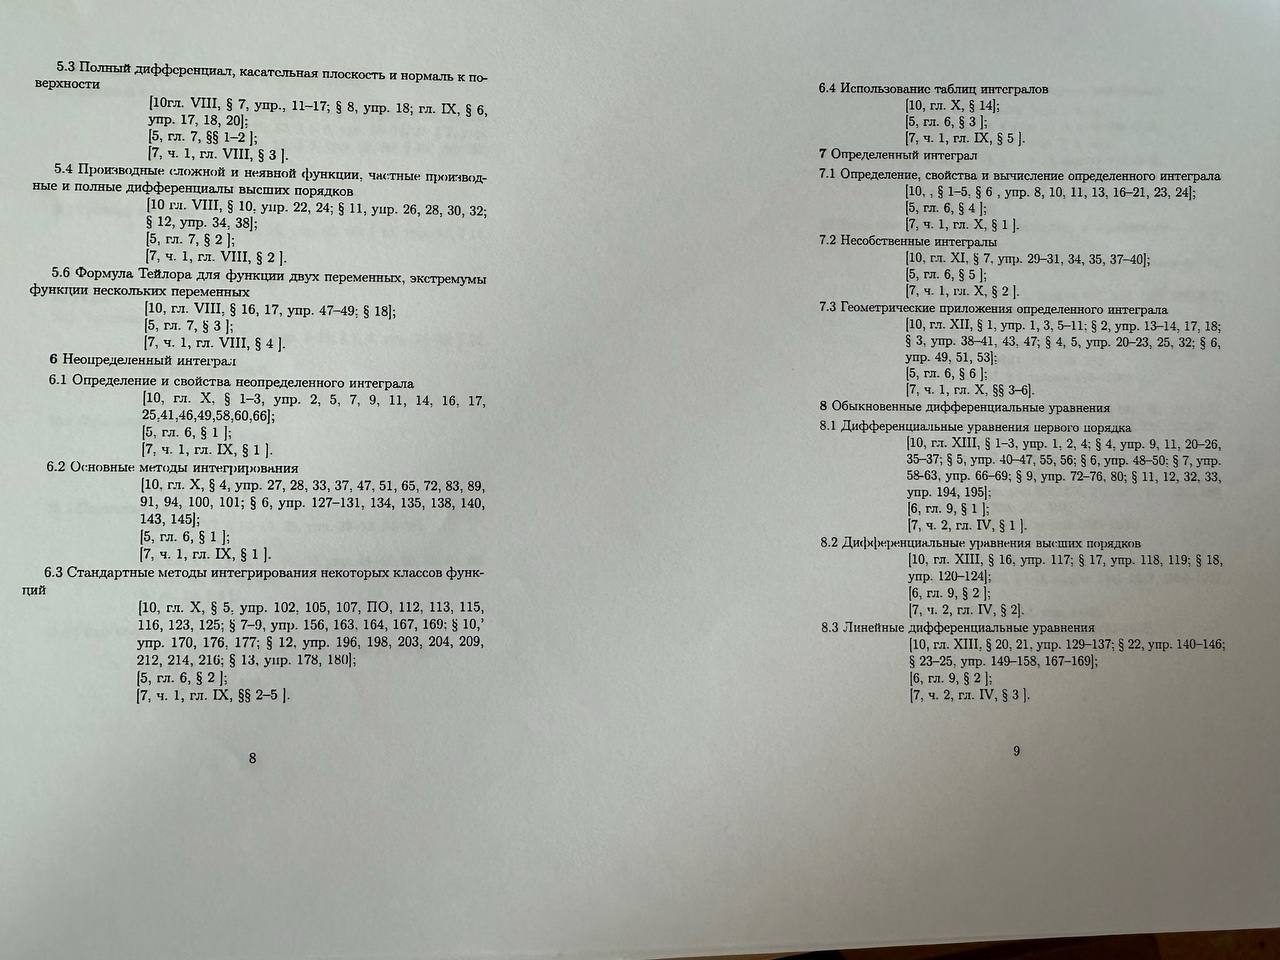 5.3 Полный дифференциал, касательная плоскость и нормаль к по-
верхности
[10гл. VIII, § 7, упр., 11–17; § 8, упр. 18; гл. IX, § 6,
упр. 17, 18, 20];
[5, гл. 7, §§ 1–2 ];
[7, ч. 1, гл. VIII, § 3 ].
5.4 Производные сложной и неявной функции, частные производ-
ные и полные дифференциалы высших порядков
[10 гл. VIII, § 10, упр. 22, 24; § 11, упр. 26, 28, 30, 32;
§ 12, упр. 34, 38];
[5, гл. 7, § 2 ];
[7, ч. 1, гл. VIII, § 2 ].
5.6 Формула Тейлора для функции двух переменных, экстремумы
функции нескольких переменных
[10, гл. VIII, § 16, 17, упр. 47–49; § 18];
[5, гл. 7, § 3 ];
[7, ч. 1, гл. VIII, § 4 ].
6 Неопределенный интеграл
6.1 Определение и свойства неопределенного интеграла
[10, гл. X, § 1–3, упр. 2, 5, 7, 9, 11, 14, 16, 17,
25,41,46,49,58,60,66];
[5, гл. 6, § 1 ];
[7, ч. 1, гл. IX, § 1 ].
6.2 Основные методы интегрирования
[10, гл. X, § 4, упр. 27, 28, 33, 37, 47, 51, 65, 72, 83, 89,
91, 94, 100, 101; § 6, упр. 127–131, 134, 135, 138, 140,
143, 145];
[5, гл. 6, § 1 ];
[7, ч. 1, гл. IX, § 1 ].
6.3 Стандартные методы интегрирования некоторых классов функ-
ций
[10, гл. X, § 5, упр. 102, 105, 107, ПО, 112, 113, 115,
116, 123, 125; § 7–9, упр. 156, 163, 164, 167, 169; § 10,'
упр. 170, 176, 177; § 12, упр. 196, 198, 203, 204, 209,
212, 214, 216; § 13, упр. 178, 180];
[5, гл. 6, § 2 ];
[7, ч. 1, гл. IX, §§ 2–5 ].
8
6.4 Использование таблиц интегралов
[10, гл. X, § 14];
[5, гл. 6, § 3 ];
[7, ч. 1, гл. IX, § 5 ].
7 Определенный интеграл
7.1 Определение, свойства и вычисление определенного интеграла
[10, , § 1–5, § 6 , упр. 8, 10, 11, 13, 16–21, 23, 24];
[5, гл. 6, § 4 ];
[7, ч. 1, гл. X, § 1 ].
7.2 Несобственные интегралы
[10, гл. XI, § 7, упр. 29–31, 34, 35, 37–40];
[5, гл. 6, § 5 ];
[7, ч. 1, гл. X, § 2 ].
7.3 Геометрические приложения определенного интеграла
[10, гл. XII, § 1, упр. 1, 3, 5–11; § 2, упр. 13–14, 17, 18;
§ 3, упр. 38–41, 43, 47; § 4, 5, упр. 20–23, 25, 32; § 6,
упр. 49, 51, 53];
[5, гл. 6, § 6 ];
[7, ч. 1, гл. X, §§ 3–6].
8 Обыкновенные дифференциальные уравнения
8.1 Дифференциальные уравнения первого порядка
[10, гл. XIII, § 1–3, упр. 1, 2, 4; § 4, упр. 9, 11, 20–26,
35–37; § 5, упр. 40–47, 55, 56; § 6, упр. 48–50; § 7, упр.
58-63, упр. 66–69; § 9, упр. 72–76, 80; § 11, 12, 32, 33,
упр. 194, 195];
[6, гл. 9, § 1 ];
[7, ч. 2, гл. IV, § 1 ].
8.2 Дифференциальные уравнения высших порядков
[10, гл. XIII, § 16, упр. 117; § 17, упр. 118, 119; § 18,
упр. 120–124];
[6, гл. 9, § 2 ];
[7, ч. 2, гл. IV, § 2].
8.3 Линейные дифференциальные уравнения
[10, гл. XIII, § 20, 21, упр. 129–137; § 22, упр. 140–146;
§ 23–25, упр. 149–158, 167–169];
[6, гл. 9, § 2 ];
[7, ч. 2, гл. IV, § 3 ].
9